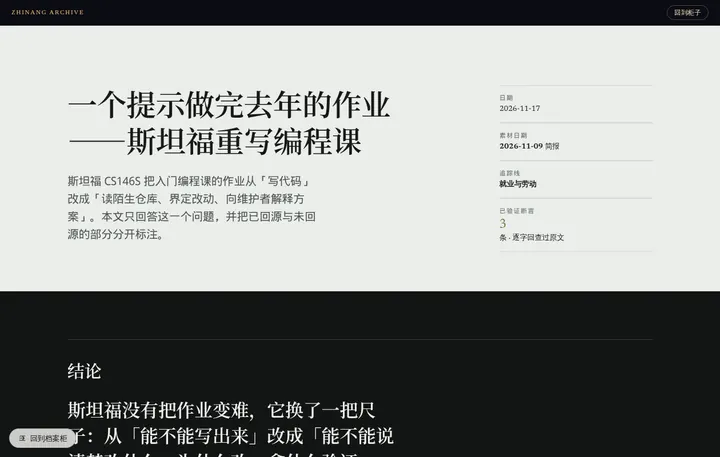 ZHINANG ARCHIVE
回到柜子
一个提示做完去年的作业
——斯坦福重写编程课
斯坦福 CS146S 把入门编程课的作业从「写代码」
改成「读陌生仓库、界定改动、向维护者解释方
案」。本文只回答这一个问题，并把已回源与未回
源的部分分开标注。
日期
2026-11-17
素材日期
2026-11-09 简报
追踪线
就业与劳动
已验证断言
3
条 · 逐字回查过原文
结论
斯坦福没有把作业变难，它换了一把尺
子：从「能不能写出来」改成「能不能说
回到档案柜